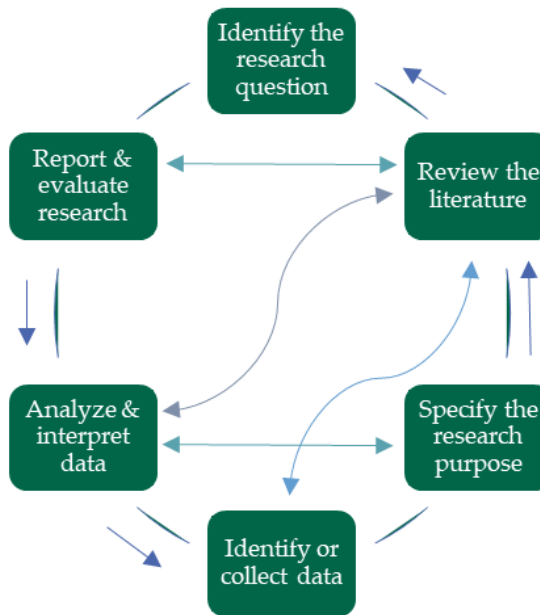 Identify the
research
question
Review the
literature
Specify the
research
purpose
Identify or
collect data
Analyze &
interpret
data
Report &
evaluate
research